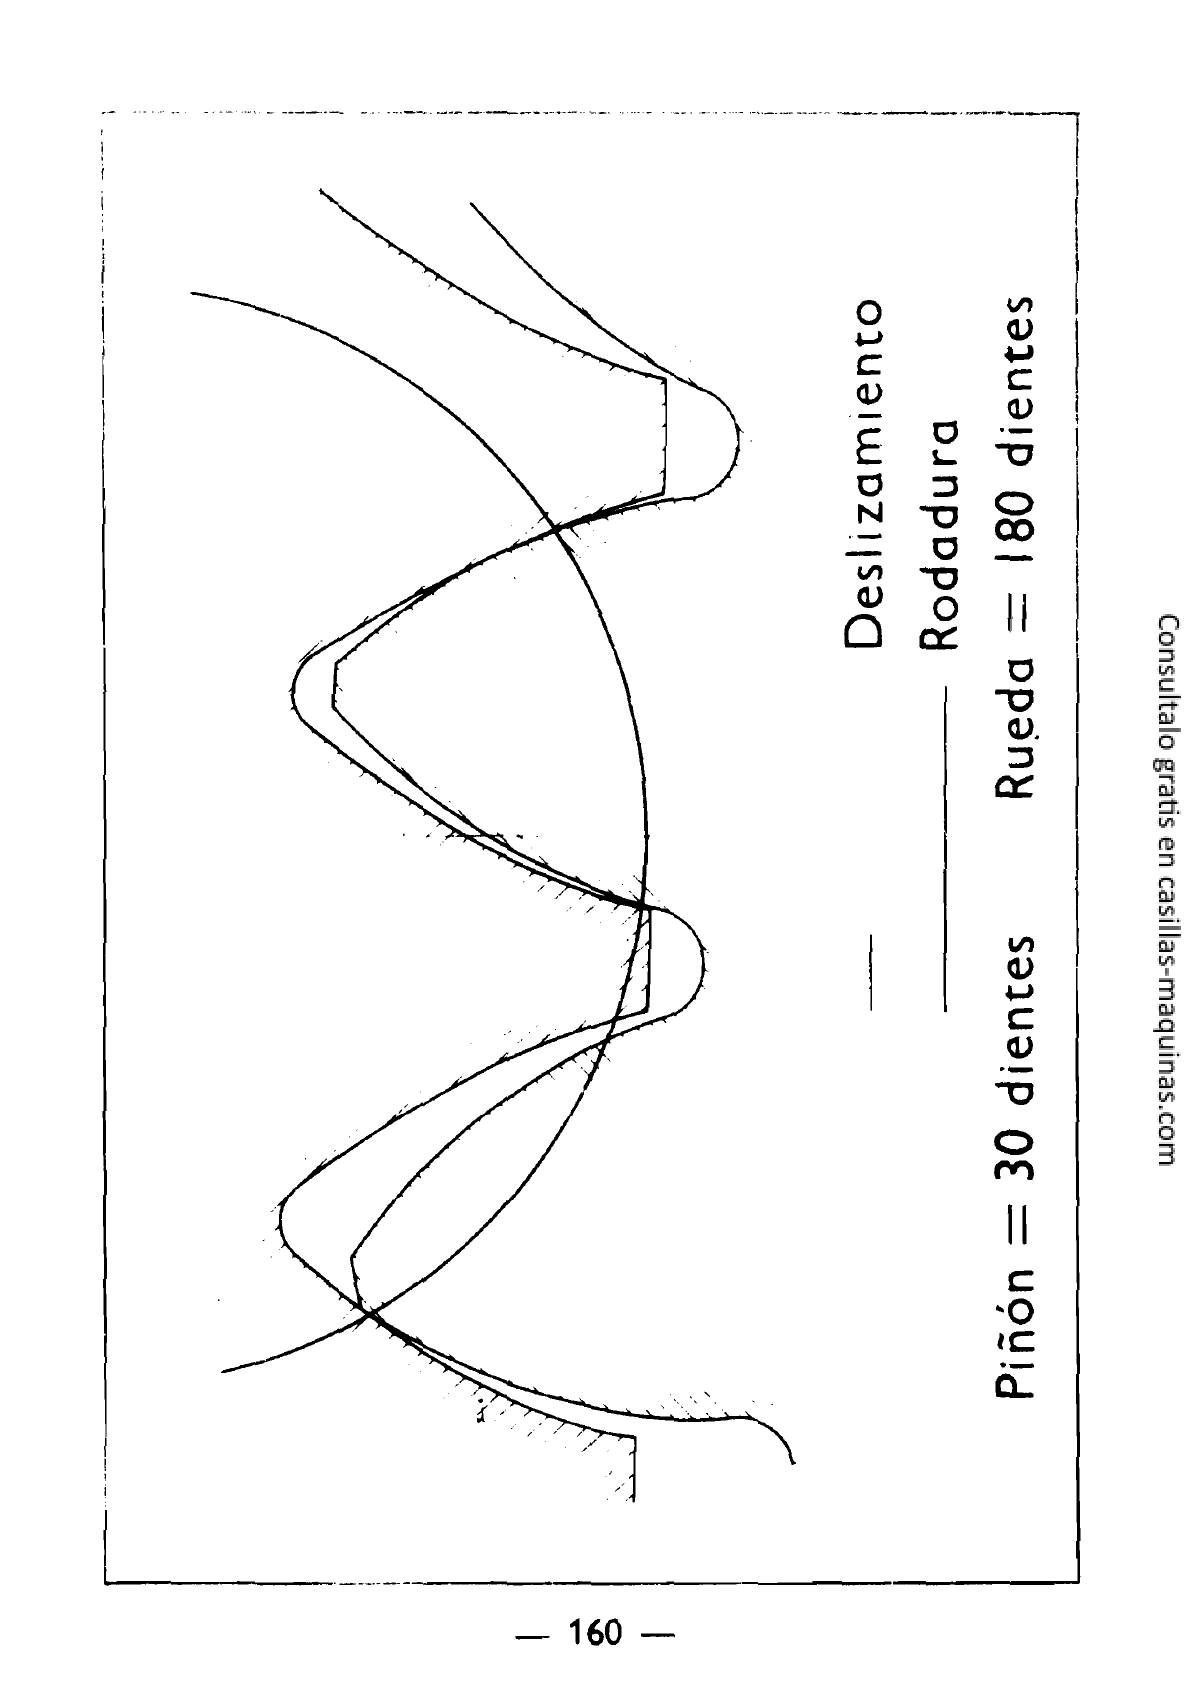 Deslizamiento
Rodadura
Piñón = 30 dientes Rueda = 180 dientes
— 160 —
Consultalo gratis en casillas-maquinas.com